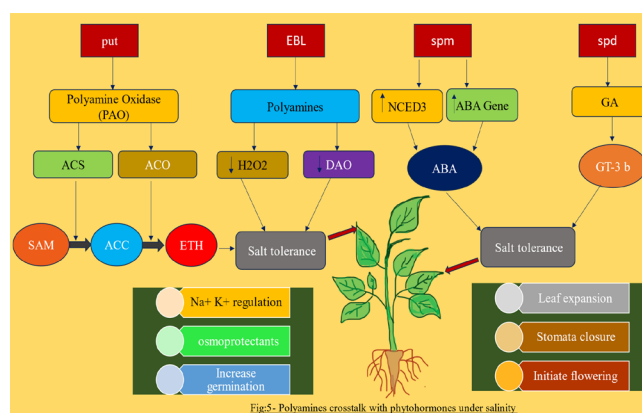 put
EBL
spm
spd
Polyamine Oxidase
(PAO)
Polyamines
NCED3
ABA Gene
GA
ACS
ACO
H2O2
DAO
ABA
GT-3 b
SAM
ACC
ETH
Salt tolerance
Salt tolerance
Na+ K+ regulation
osmoprotectants
Increase
germination
Leaf expansion
Stomata closure
Initiate flowering
Fig:5- Polyamines crosstalk with phytohormones under salinity